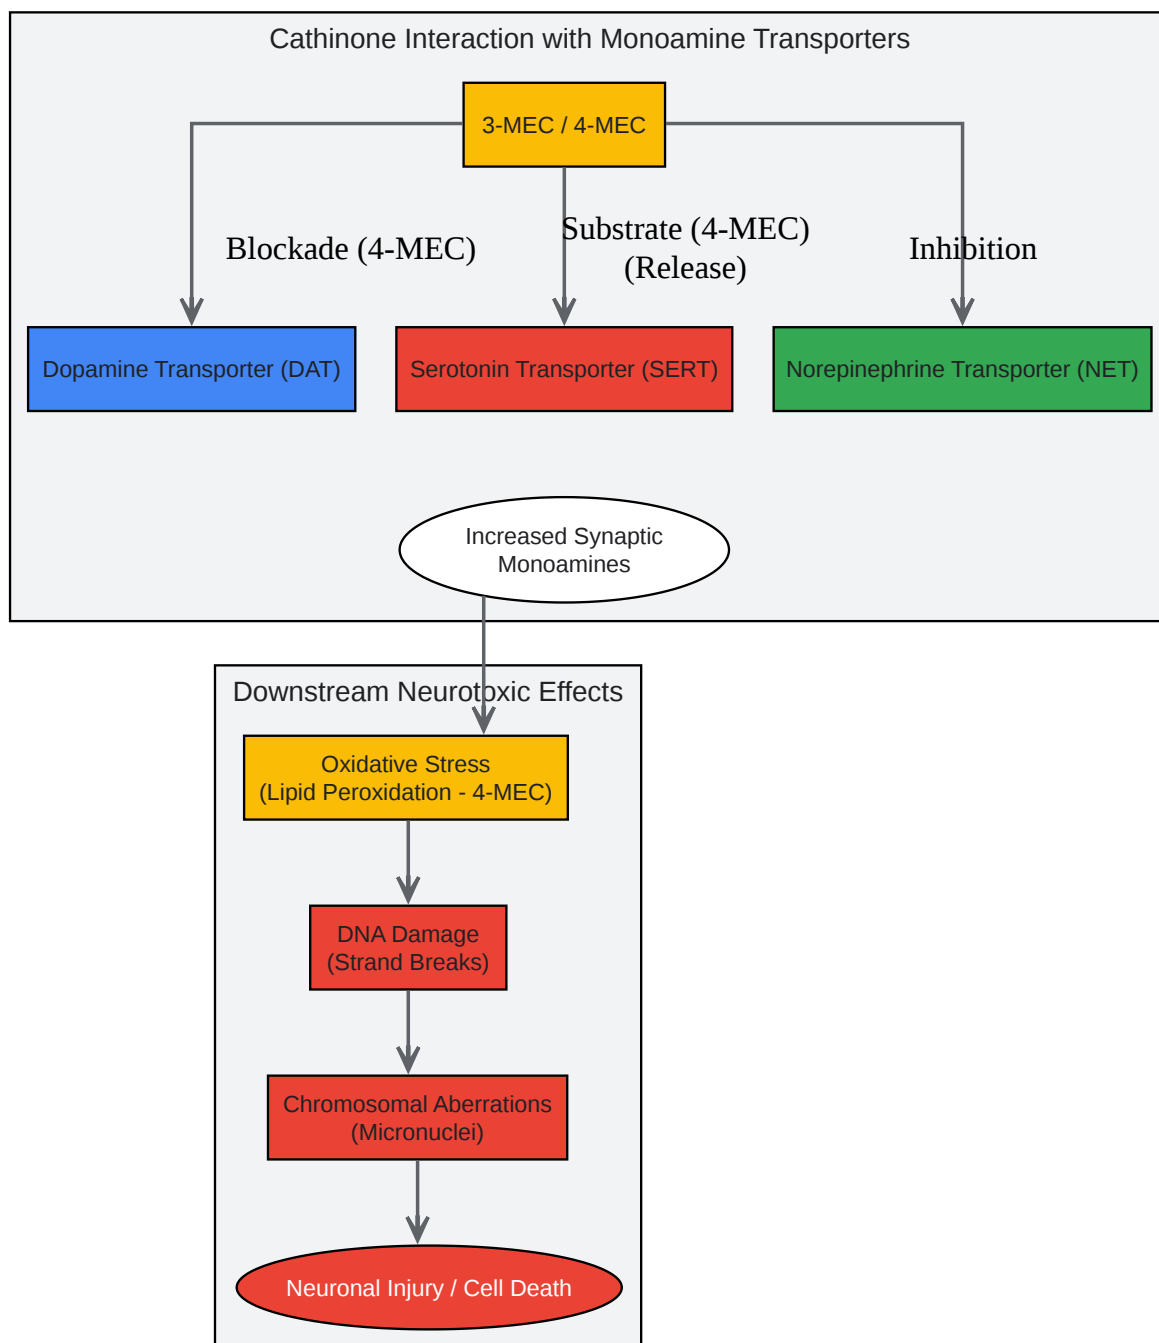 Cathinone Interaction with Monoamine Transporters
3-MEC / 4-MEC
Blockade (4-MEC)
Substrate (4-MEC)
(Release)
Inhibition
Dopamine Transporter (DAT)
Serotonin Transporter (SERT)
Norepinephrine Transporter (NET)
Increased Synaptic
Monoamines
Downstream Neurotoxic Effects
Oxidative Stress
(Lipid Peroxidation - 4-MEC)
DNA Damage
(Strand Breaks)
Chromosomal Aberrations
(Micronuclei)
Neuronal Injury / Cell Death